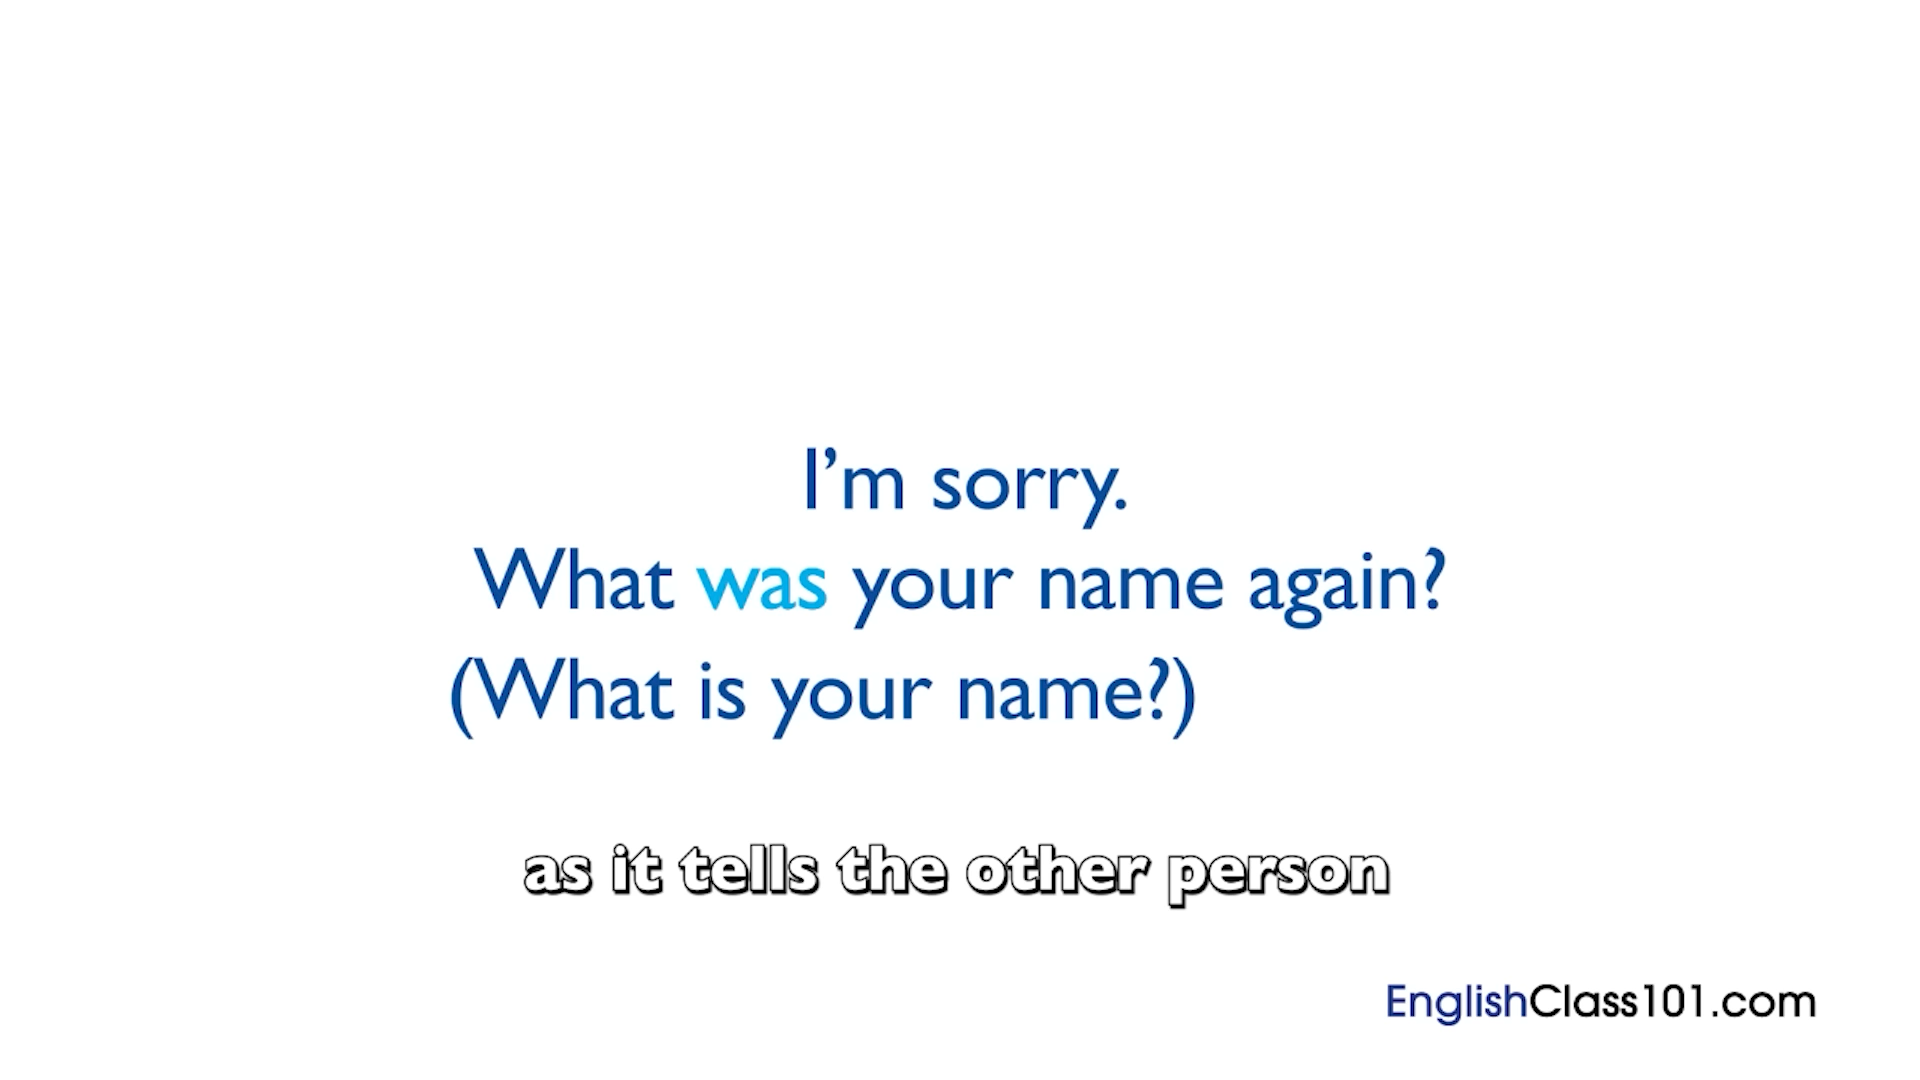 I'm sorry.
What was your name again?
(What is your name?)
as it tells the other person
EnglishClass101.com